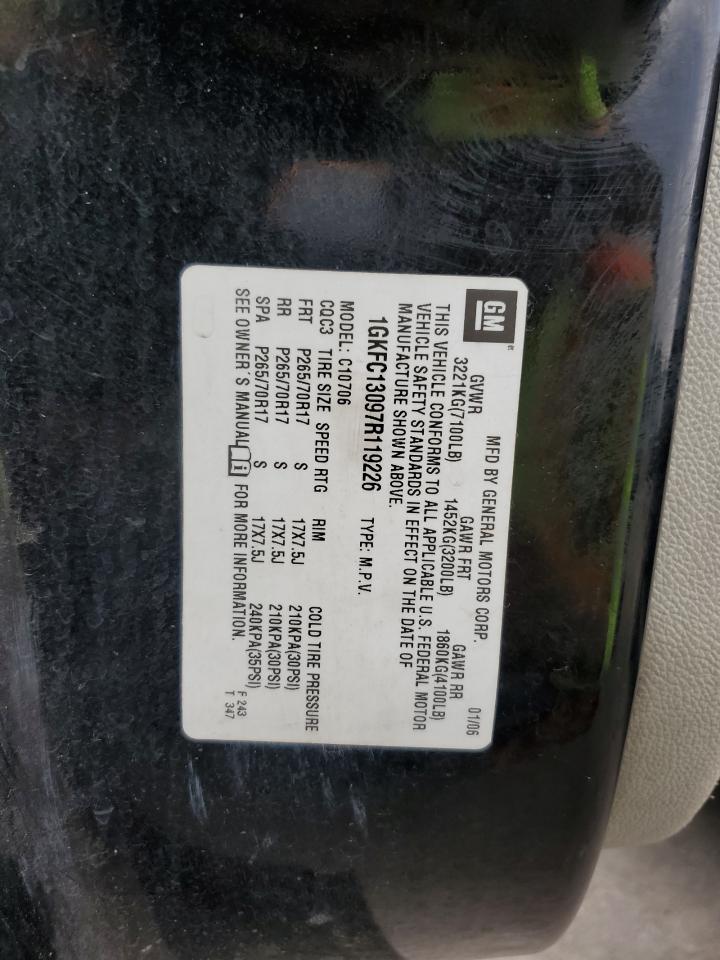 GM
MFD BY GENERAL MOTORS CORP. 01/06
GVWR GAWR FRT GAWR RR
3221KG(7100LB) 1452KG(3200LB) 1860KG(4100LB)
THIS VEHICLE CONFORMS TO ALL APPLICABLE U.S. FEDERAL MOTOR
VEHICLE SAFETY STANDARDS IN EFFECT ON THE DATE OF
MANUFACTURE SHOWN ABOVE.
1GKFC13097R119226 TYPE: M.P.V.
MODEL: C10706
CQC3 TIRE SIZE SPEED RTG RIM COLD TIRE PRESSURE
FRT P265/70R17 S 17X7.5J 210KPA(30PSI)
RR P265/70R17 S 17X7.5J 210KPA(30PSI)
SPA P265/70R17 S 17X7.5J 240KPA(35PSI)
SEE OWNER'S MANUAL FOR MORE INFORMATION.
F 243
T 347